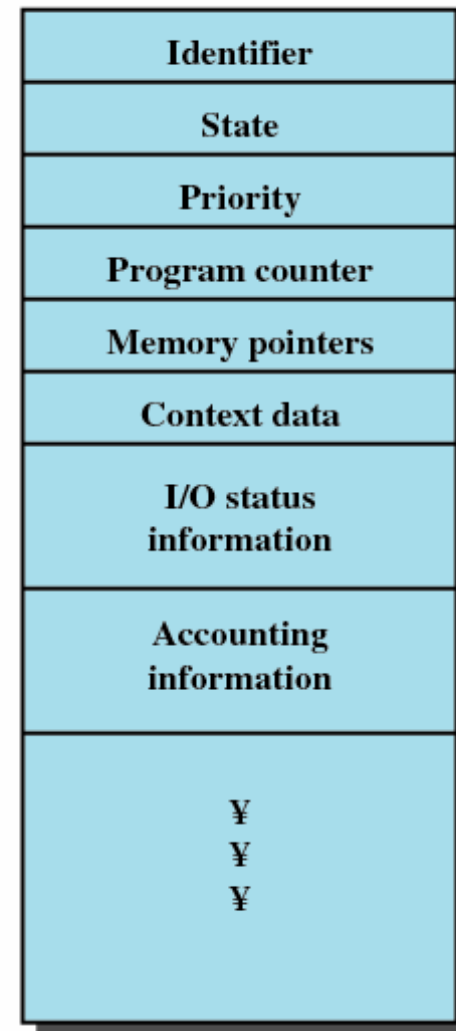 Identifier
State
Priority
Program counter
Memory pointers
Context data
I/O status
information
Accounting
information
¥
¥
¥